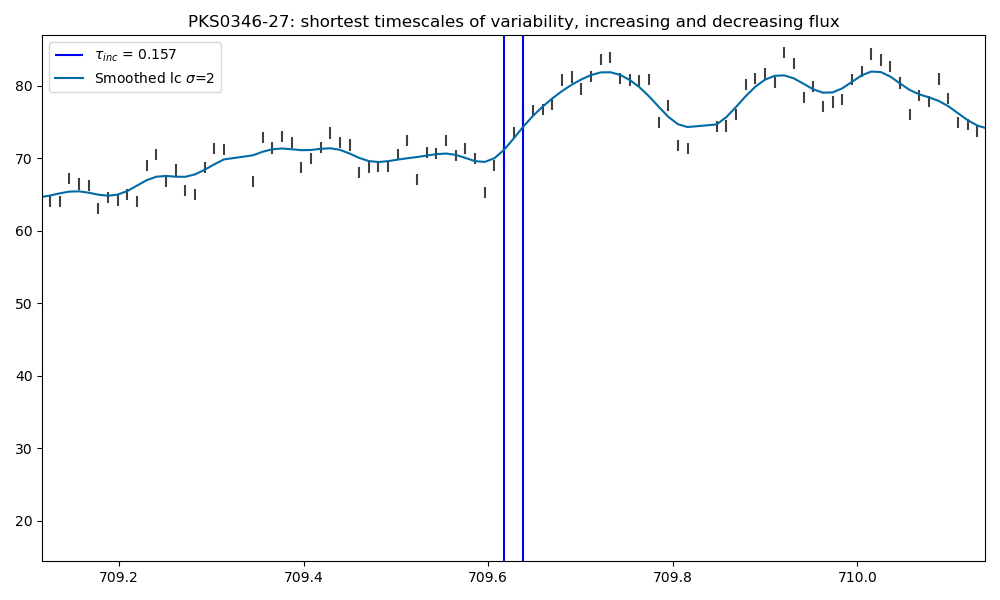 PKS0346-27: shortest timescales of variability, increasing and decreasing flux
τ_inc = 0.157
Smoothed lc σ=2
80
70
60
50
40
30
20
709.2 709.4 709.6 709.8 710.0